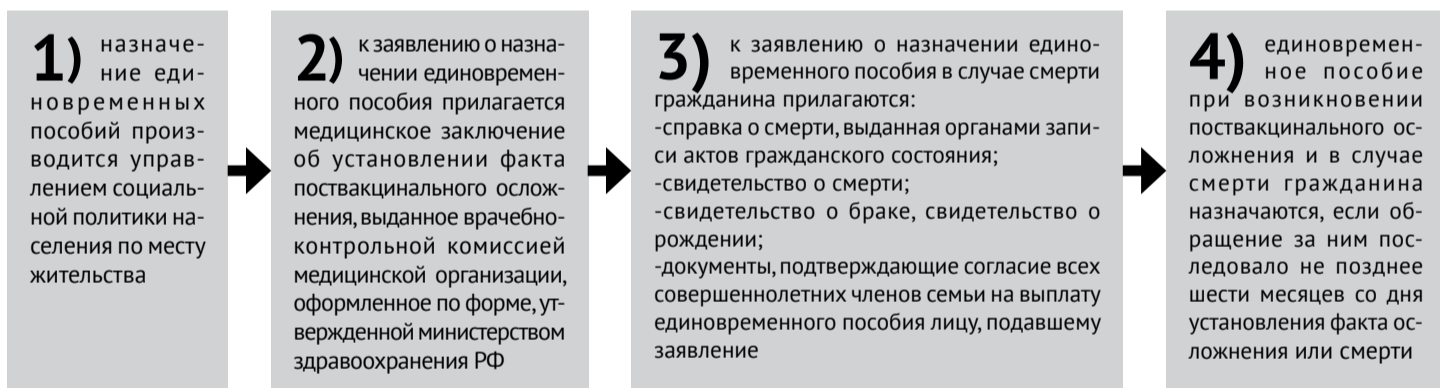 1) назначе-
ние еди-
новременных
пособий произ-
водится управ-
лением социаль-
ной политики на-
селения по месту
жительства
2) к заявлению о назна-
чении единовремен-
ного пособия прилагается
медицинское заключение
об установлении факта
поствакцинального ослож-
нения, выданное врачебно-
контрольной комиссией
медицинской организации,
оформленное по форме, ут-
вержденной министерством
здравоохранения РФ
3) к заявлению о назначении едино-
временного пособия в случае смерти
гражданина прилагаются:
-справка о смерти, выданная органами запи-
си актов гражданского состояния;
-свидетельство о смерти;
-свидетельство о браке, свидетельство о
рождении;
-документы, подтверждающие согласие всех
совершеннолетних членов семьи на выплату
единовременного пособия лицу, подавшему
заявление
4) единовремен-
ное пособие
при возникновении
поствакцинального ос-
ложнения и в случае
смерти гражданина
назначаются, если об-
ращение за ним пос-
ледовало не позднее
шести месяцев со дня
установления факта ос-
ложнения или смерти